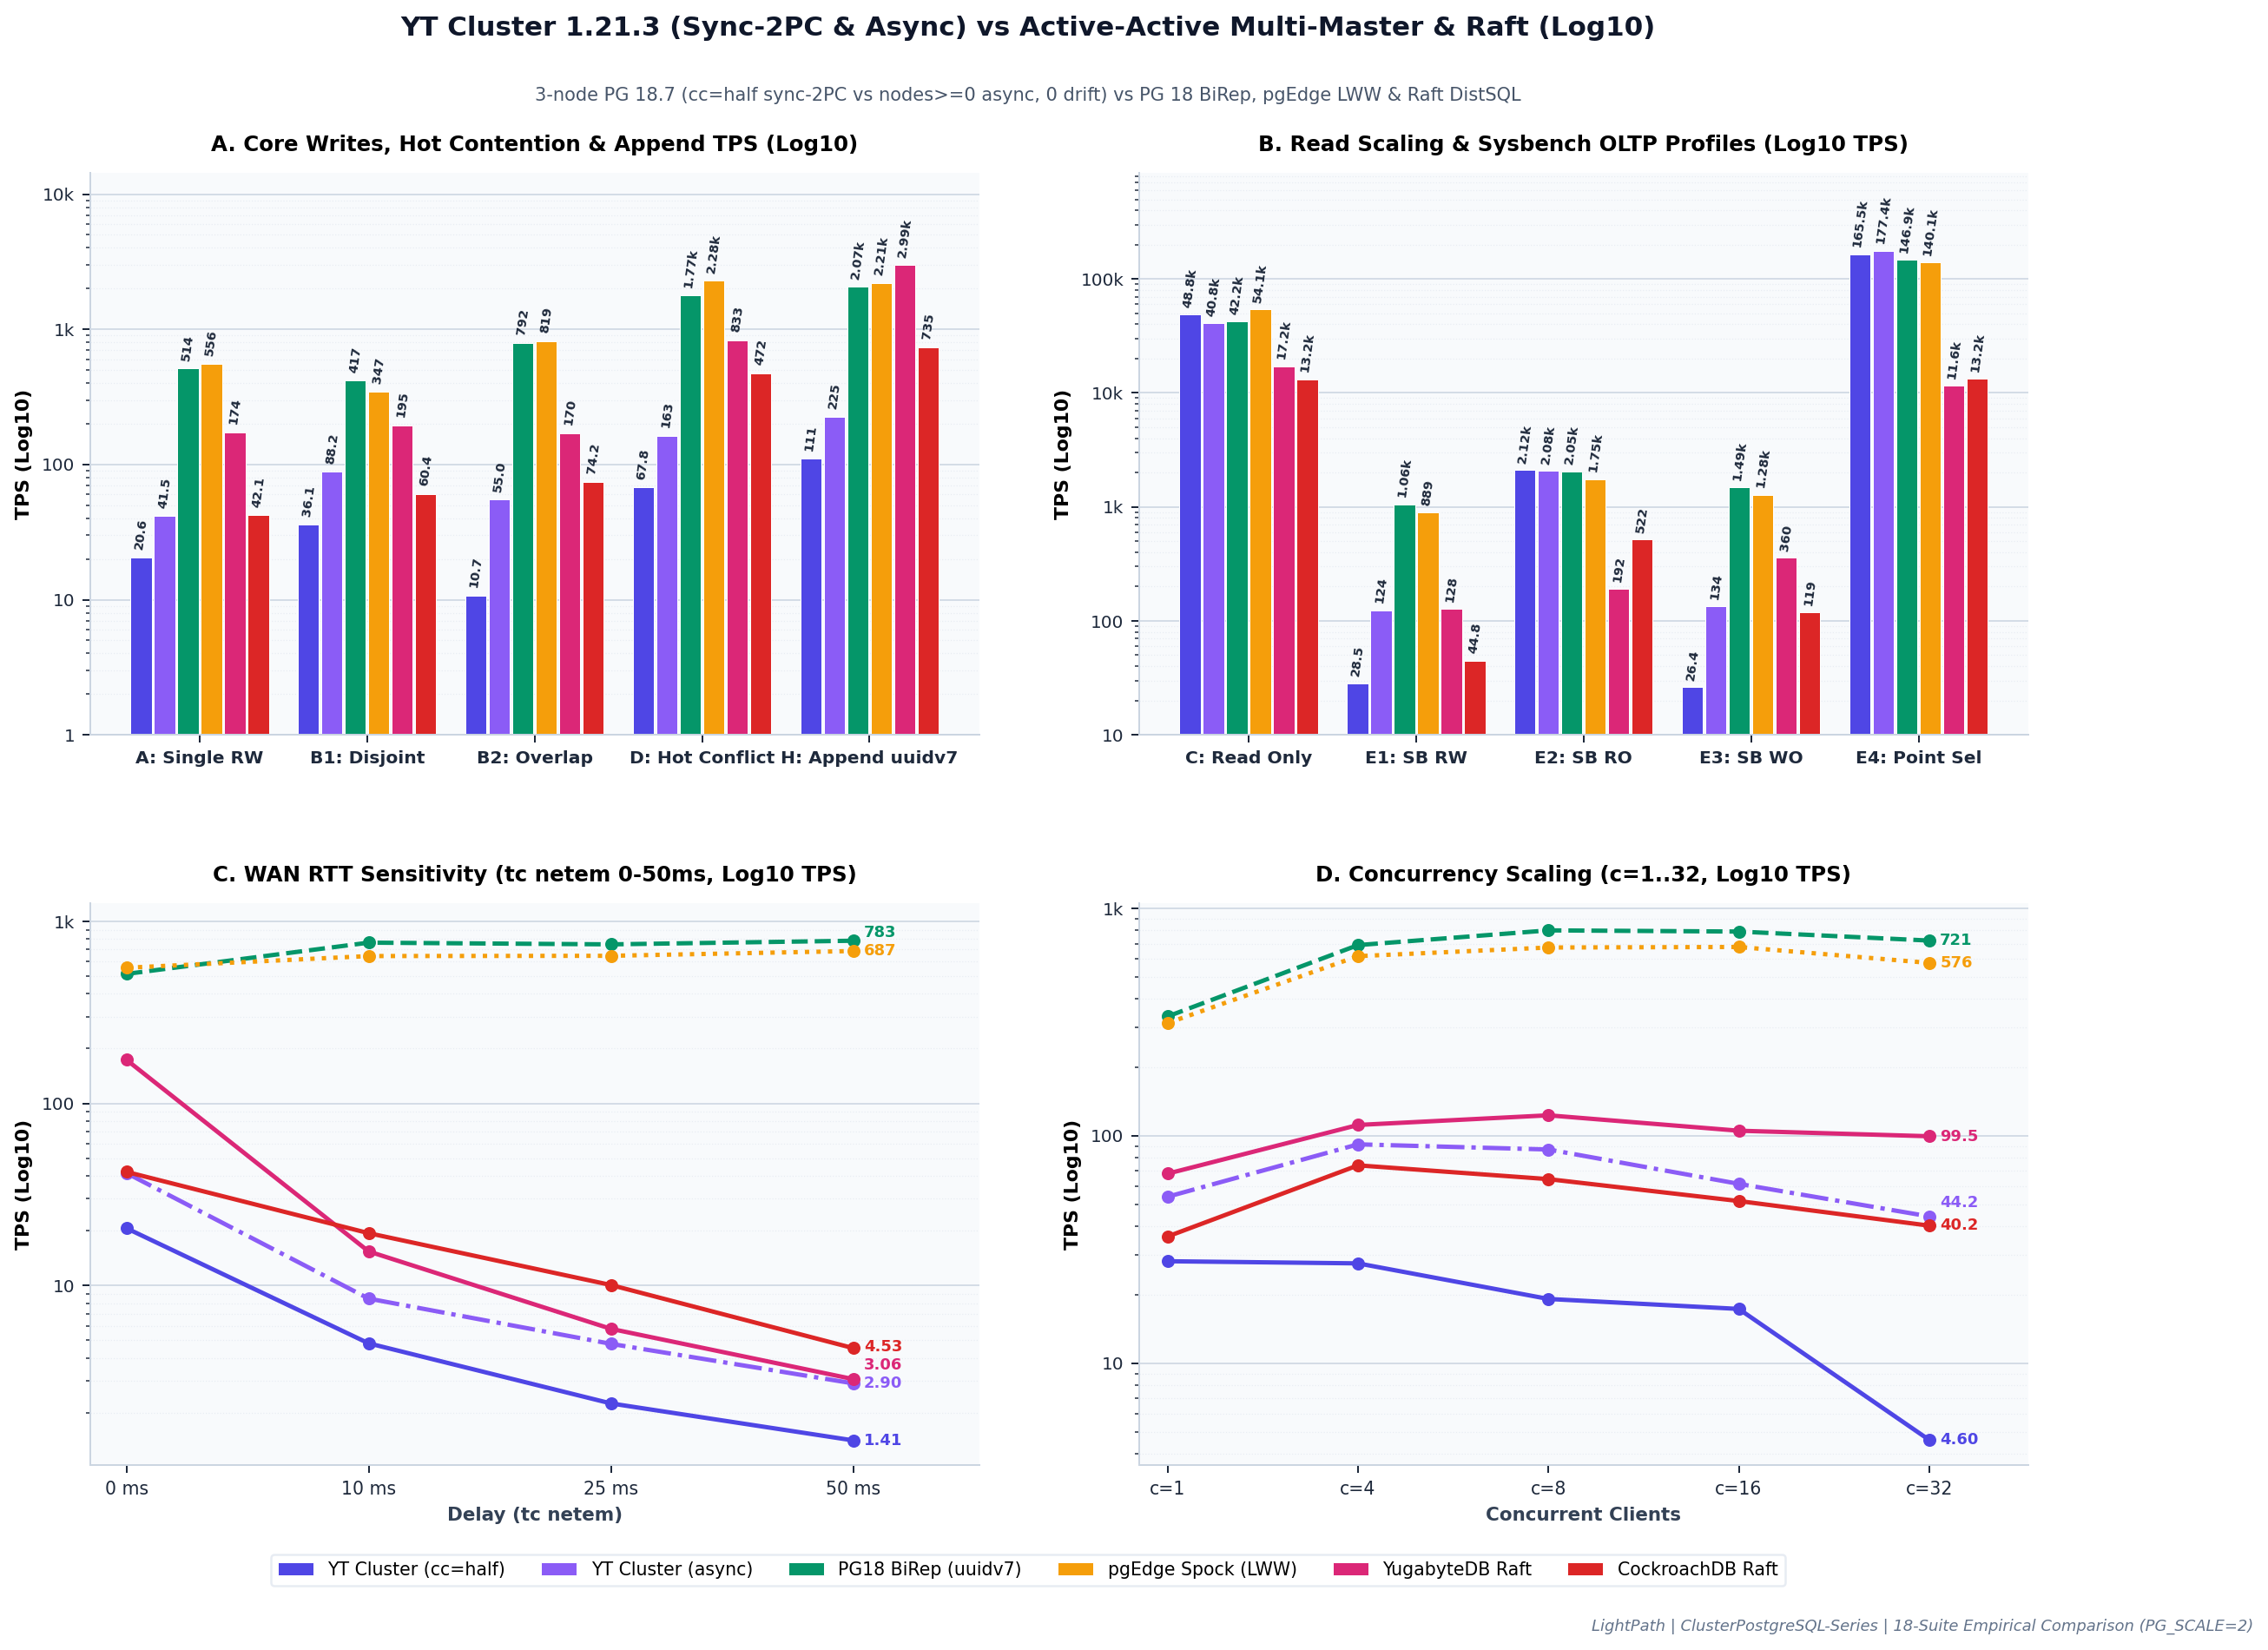 YT Cluster 1.21.3 (Sync-2PC & Async) vs Active-Active Multi-Master & Raft (Log10)
3-node PG 18.7 (cc=half sync-2PC vs nodes>=0 async, 0 drift) vs PG 18 BiRep, pgEdge LWW & Raft DistSQL
A. Core Writes, Hot Contention & Append TPS (Log10)
TPS (Log10)
10k
1k
100
10
1
20.6
41.5
514
556
174
42.1
36.1
88.2
417
347
195
60.4
10.7
55.0
792
819
170
74.2
67.8
163
1.77k
2.28k
833
472
111
225
2.07k
2.21k
2.99k
735
A: Single RW
B1: Disjoint
B2: Overlap
D: Hot Conflict
H: Append uuidv7
B. Read Scaling & Sysbench OLTP Profiles (Log10 TPS)
TPS (Log10)
100k
10k
1k
100
10
48.8k
40.8k
42.2k
54.1k
17.2k
13.2k
28.5
124
1.06k
889
128
44.8
2.12k
2.08k
2.05k
1.75k
192
522
26.4
134
1.49k
1.28k
360
119
165.5k
177.4k
146.9k
140.1k
11.6k
13.2k
C: Read Only
E1: SB RW
E2: SB RO
E3: SB WO
E4: Point Sel
C. WAN RTT Sensitivity (tc netem 0-50ms, Log10 TPS)
TPS (Log10)
1k
100
10
783
687
4.53
3.06
2.90
1.41
0 ms
10 ms
25 ms
50 ms
Delay (tc netem)
D. Concurrency Scaling (c=1..32, Log10 TPS)
TPS (Log10)
1k
100
10
721
576
99.5
44.2
40.2
4.60
c=1
c=4
c=8
c=16
c=32
Concurrent Clients
YT Cluster (cc=half)
YT Cluster (async)
PG18 BiRep (uuidv7)
pgEdge Spock (LWW)
YugabyteDB Raft
CockroachDB Raft
LightPath | ClusterPostgreSQL-Series | 18-Suite Empirical Comparison (PG_SCALE=2)